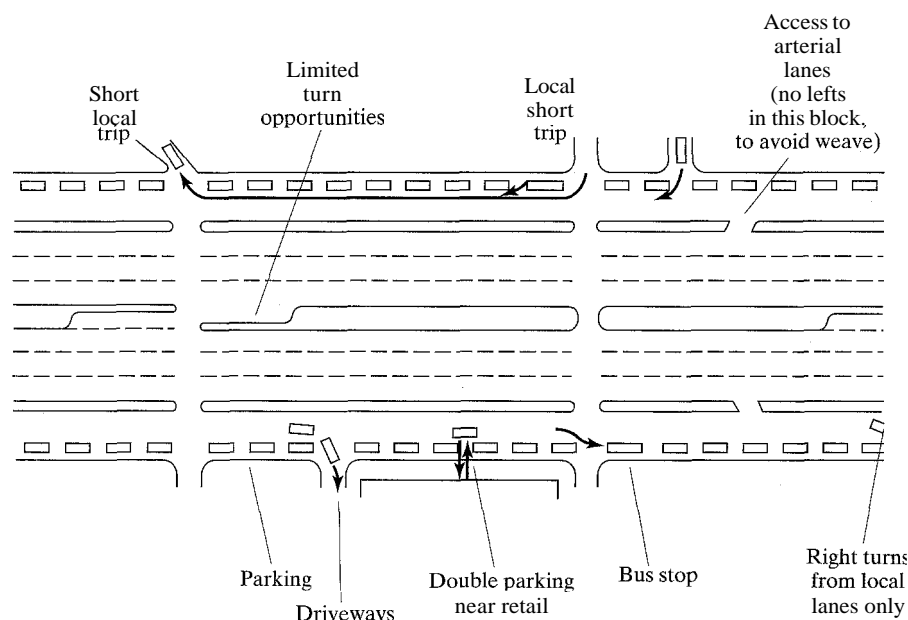 Short
local
trip
Limited
turn
opportunities
Local
short
trip
Access to
arterial
lanes
(no lefts
in this block,
to avoid weave)
Parking
Driveways
Double parking
near retail
Bus stop
Right turns
from local
lanes only